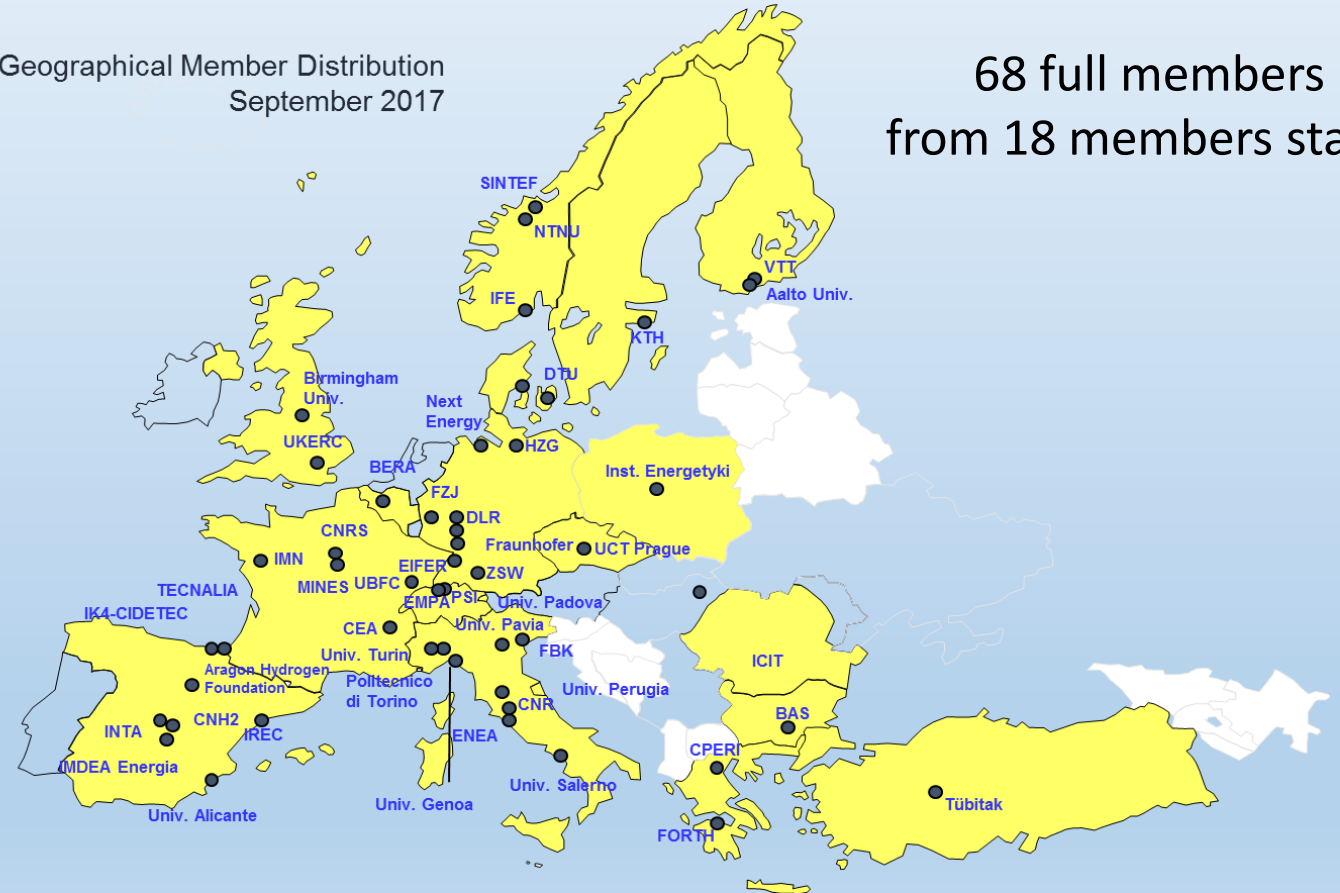 Geographical Member Distribution
September 2017
68 full members
from 18 members sta
SINTEF
NTNU
IFE
VTT
Aalto Univ.
KTH
DTU
Birmingham
Univ.
Next
Energy
UKERC
HZG
BERA
Inst. Energetyki
FZJ
DLR
CNRS
Fraunhofer
UCT Prague
IMN
EIFER
ZSW
TECNALIA
MINES
UBFC
EMPA
PSI
Univ. Padova
IK4-CIDETEC
CEA
Univ. Pavia
Univ. Turin
FBK
Aragon Hydrogen
Foundation
Politecnico
di Torino
Univ. Perugia
ICIT
CNR
CNH2
INTA
IREC
ENEA
BAS
CPERI
IMDEA Energia
Univ. Salerno
Univ. Genoa
Tübitak
Univ. Alicante
FORTH